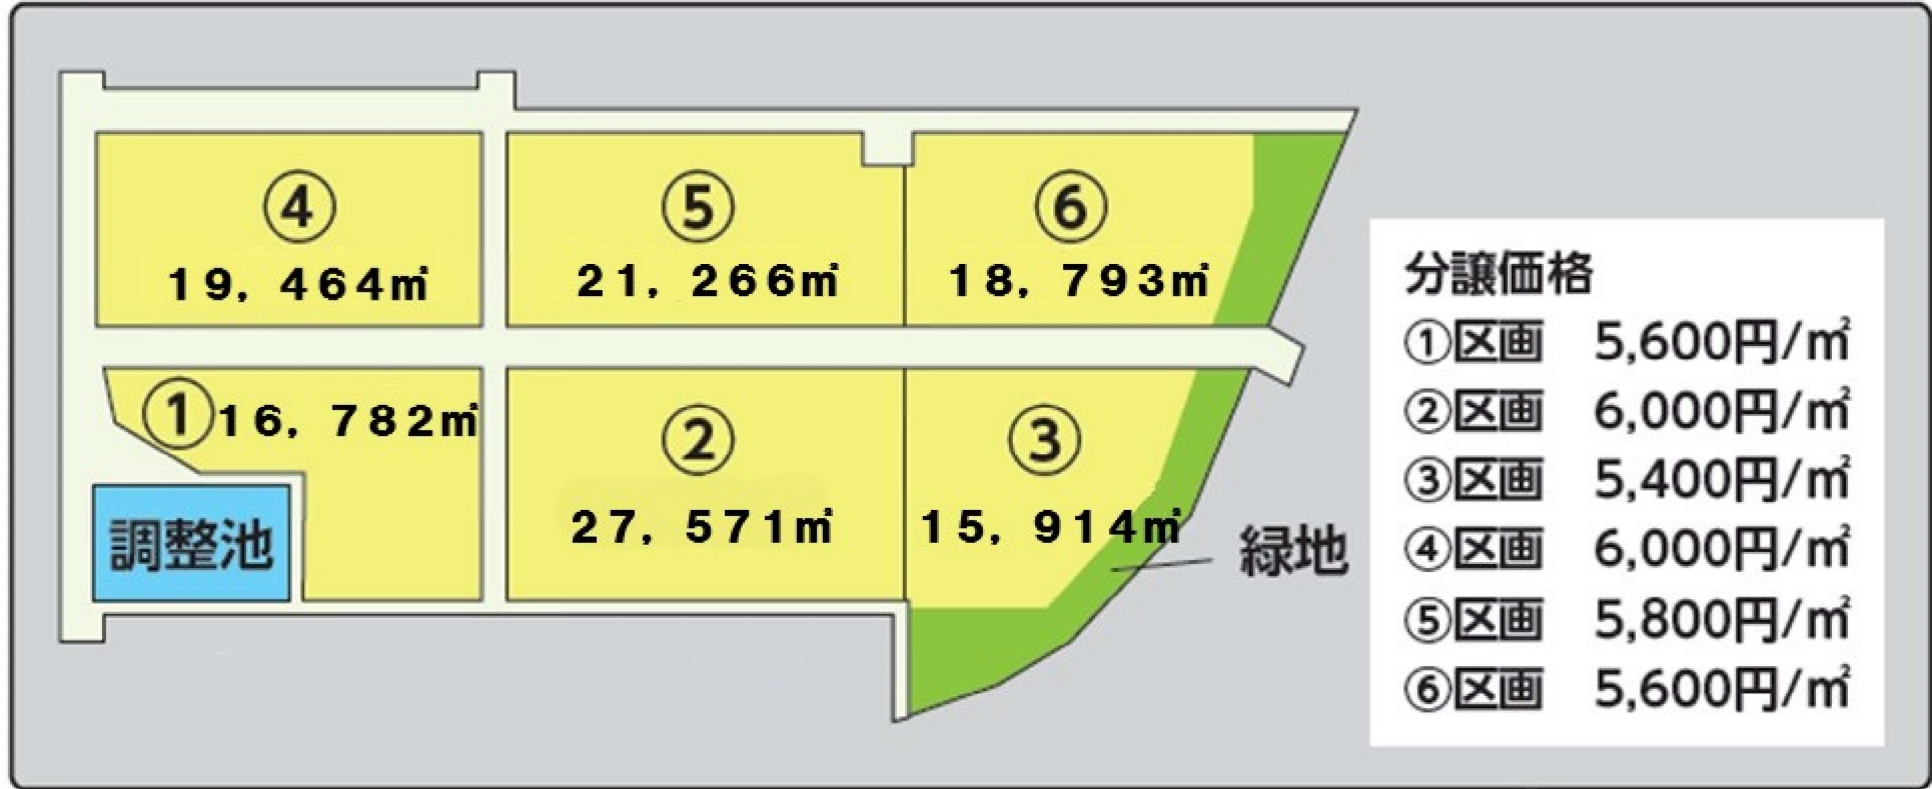 ④
19，464㎡
⑤
21，266㎡
⑥
18，793㎡
①16，782㎡
②
27，571㎡
③
15，914㎡
調整池
緑地
分譲価格
①区画　5,600円/㎡
②区画　6,000円/㎡
③区画　5,400円/㎡
④区画　6,000円/㎡
⑤区画　5,800円/㎡
⑥区画　5,600円/㎡